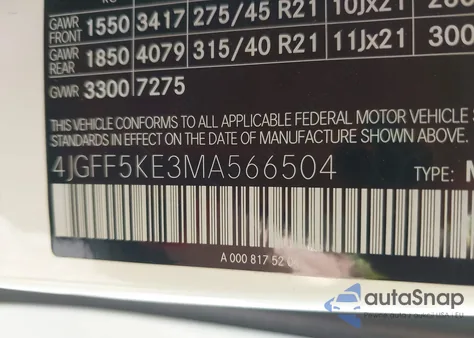 GAWR FRONT 1550 3417 275/45 R21 10Jx21
GAWR REAR 1850 4079 315/40 R21 11Jx21 300
GVWR 3300 7275
THIS VEHICLE CONFORMS TO ALL APPLICABLE FEDERAL MOTOR VEHICLE
STANDARDS IN EFFECT ON THE DATE OF MANUFACTURE SHOWN ABOVE.
4JGFF5KE3MA566504 TYPE:
A 000 817 52 0
autaSnap